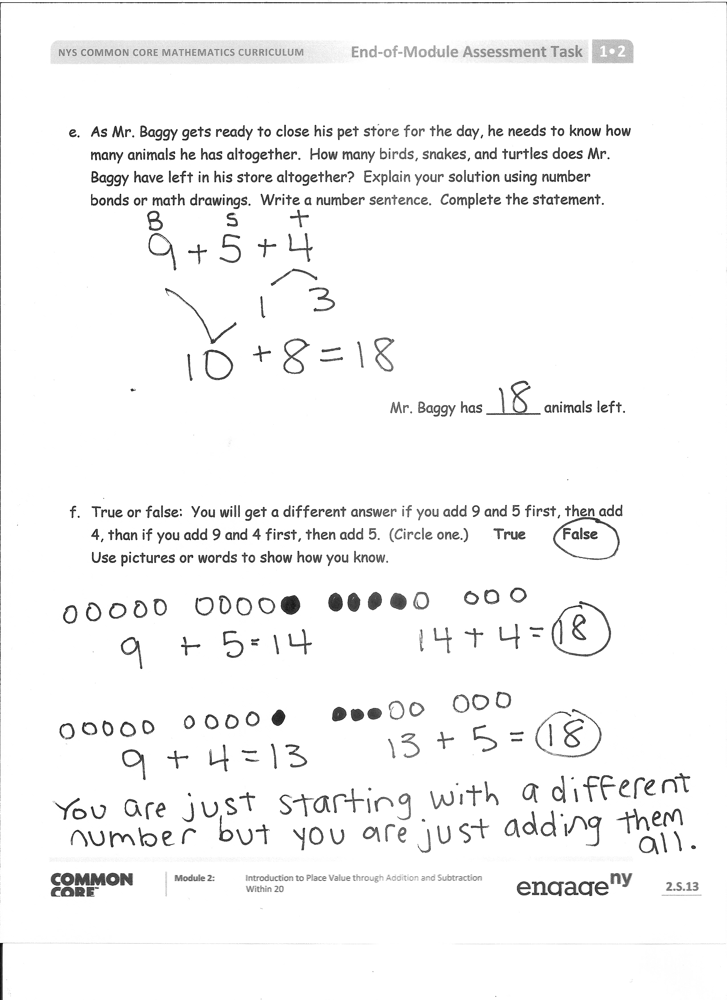 NYS COMMON CORE MATHEMATICS CURRICULUM End-of-Module Assessment Task 1•2
e. As Mr. Baggy gets ready to close his pet store for the day, he needs to know how
many animals he has altogether. How many birds, snakes, and turtles does Mr.
Baggy have left in his store altogether? Explain your solution using number
bonds or math drawings. Write a number sentence. Complete the statement.
B S t
9 + 5 + 4
1 3
10 + 8 = 18
Mr. Baggy has 18 animals left.
f. True or false: You will get a different answer if you add 9 and 5 first, then add
4, than if you add 9 and 4 first, then add 5. (Circle one.) True False
Use pictures or words to show how you know.
9 + 5 = 14 14 + 4 = 18
9 + 4 = 13 13 + 5 = 18
You are just starting with a different
number but you are just adding them
all.
COMMON
CORE™
Module 2: Introduction to Place Value through Addition and Subtraction
Within 20
engage ny
2.S.13